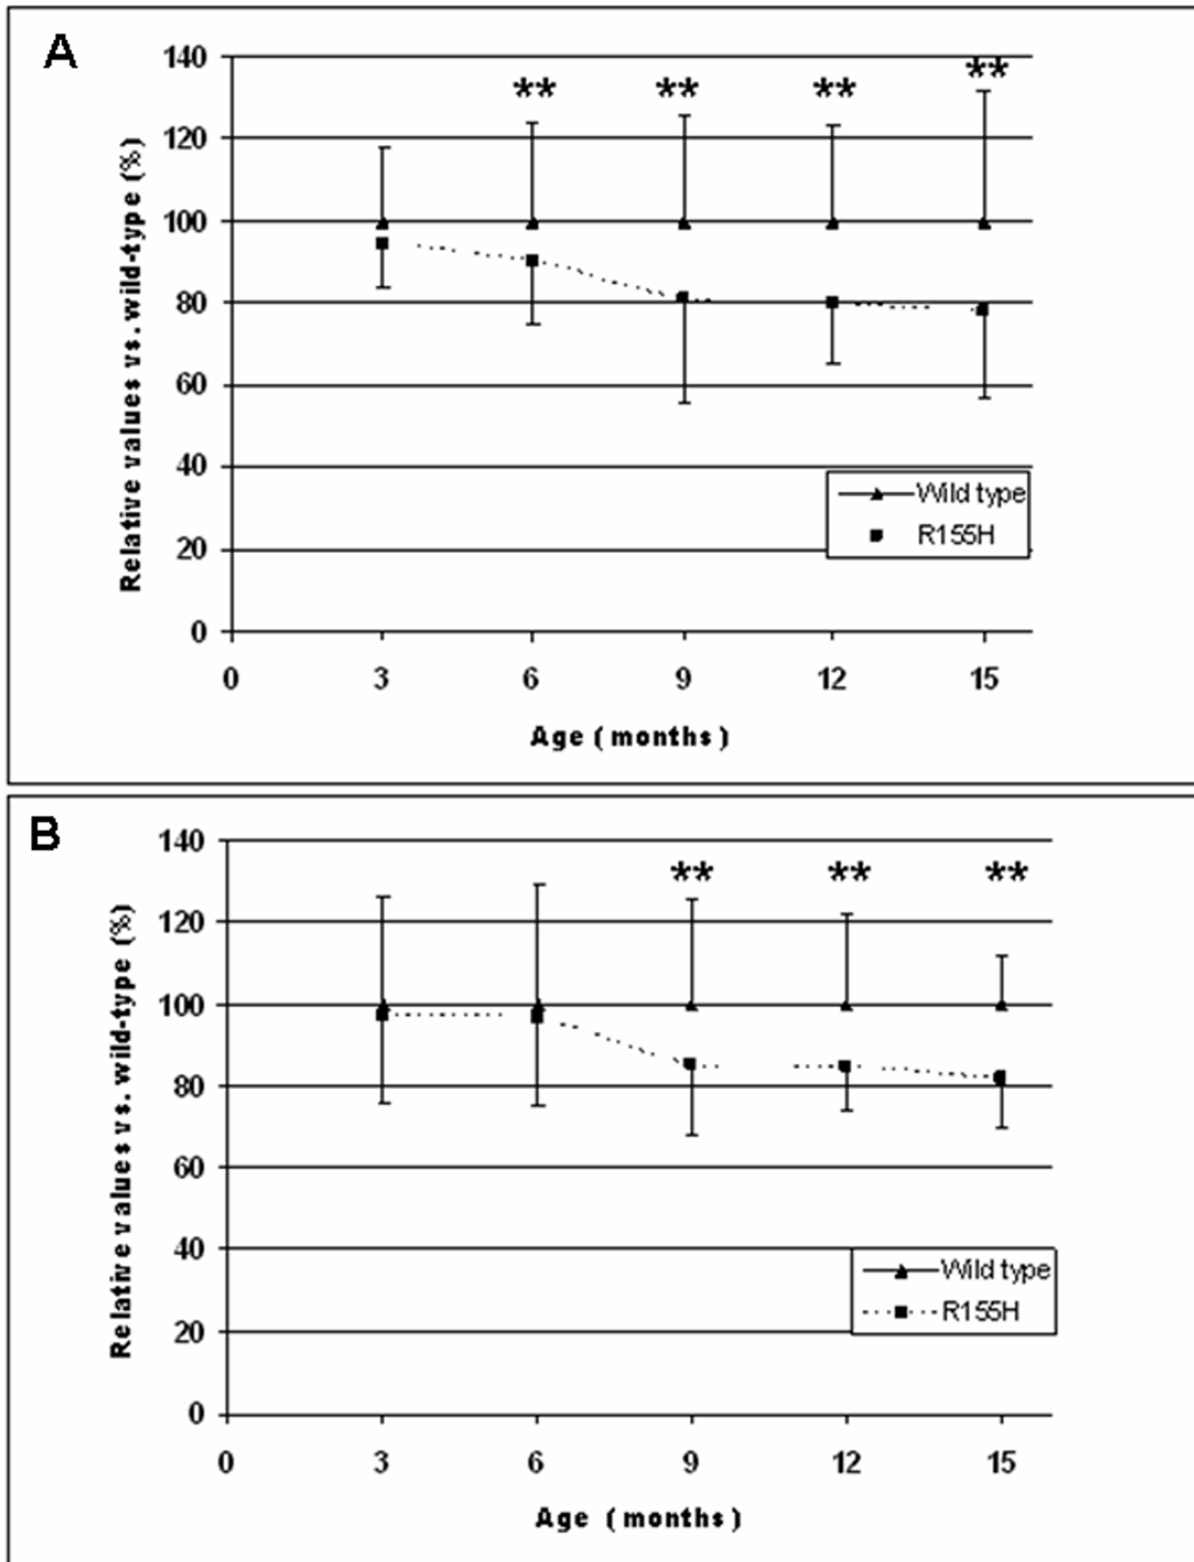 A
140
120
100
80
60
40
20
0
Relative values vs. wild-type (%)
** ** ** **
Wild type
R155H
0 3 6 9 12 15
Age (months)
B
140
120
100
80
60
40
20
0
Relative values vs. wild-type (%)
** ** **
Wild type
R155H
0 3 6 9 12 15
Age (months)